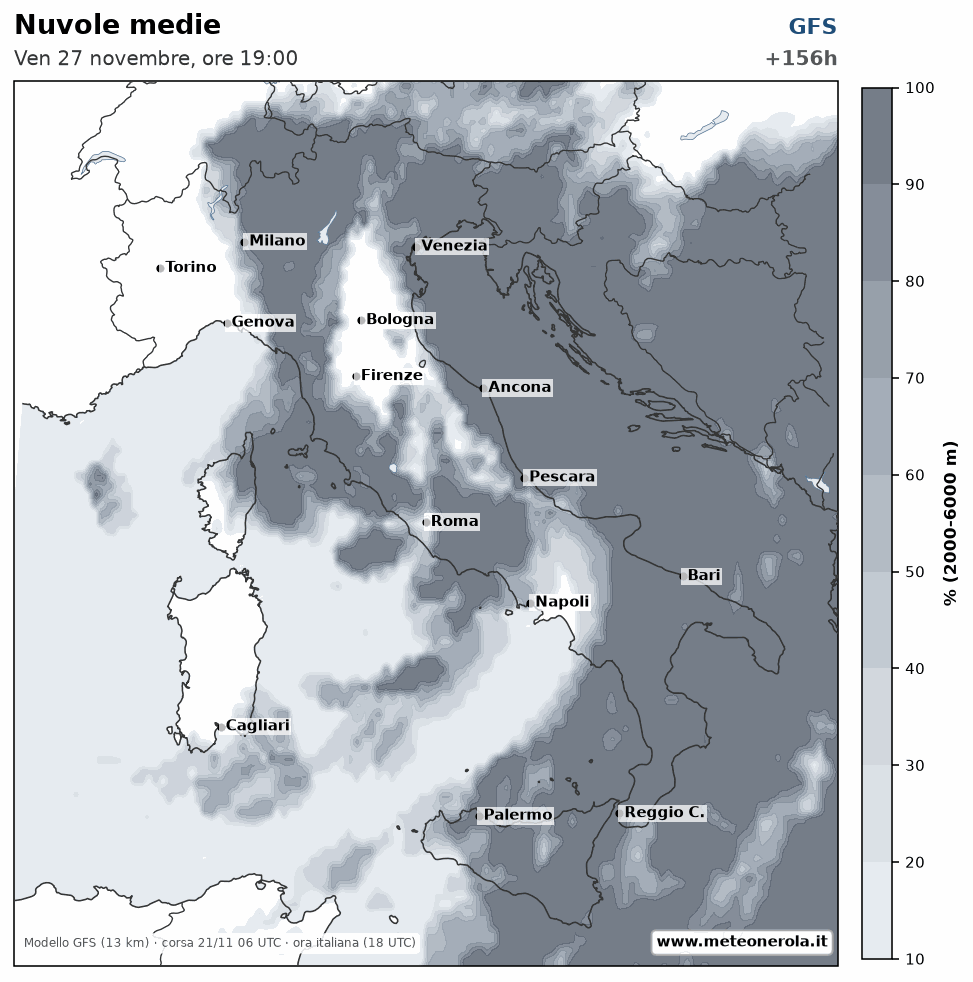 Nuvole medie
GFS
Ven 27 novembre, ore 19:00
+156h
100
90
80
70
60
50
40
30
20
10
% (2000-6000 m)
Milano
Venezia
Torino
Genova
Bologna
Firenze
Ancona
Pescara
Roma
Bari
Napoli
Cagliari
Palermo
Reggio C.
Modello GFS (13 km) · corsa 21/11 06 UTC · ora italiana (18 UTC)
www.meteonerola.it